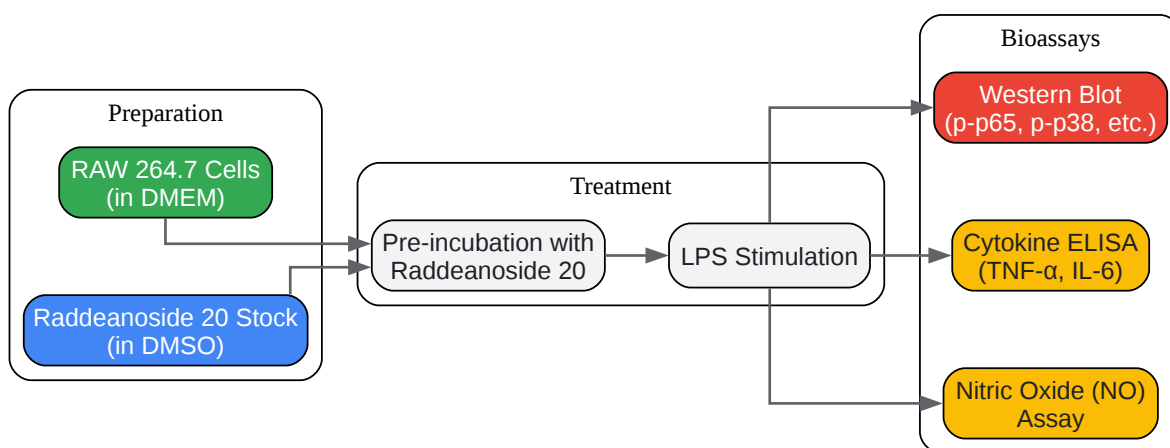 Preparation
RAW 264.7 Cells
(in DMEM)
Raddeanoside 20 Stock
(in DMSO)
Treatment
Pre-incubation with
Raddeanoside 20
LPS Stimulation
Bioassays
Western Blot
(p-p65, p-p38, etc.)
Cytokine ELISA
(TNF-α, IL-6)
Nitric Oxide (NO)
Assay